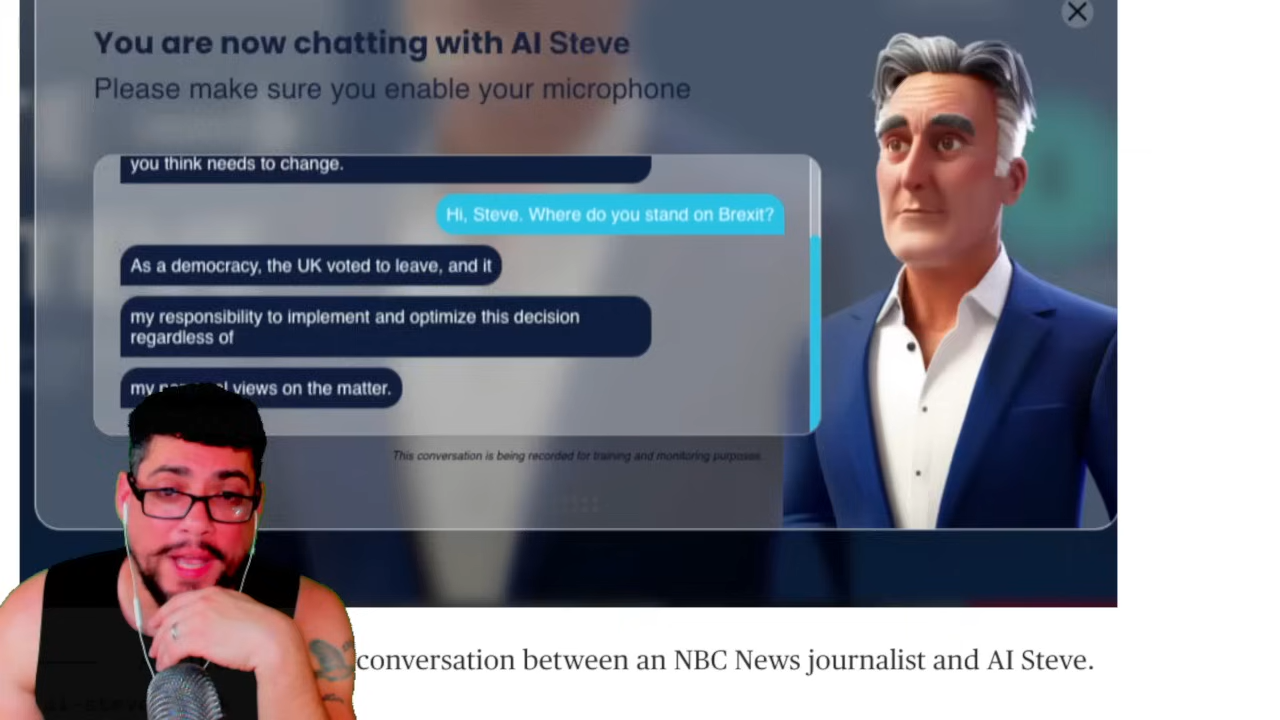 You are now chatting with AI Steve
Please make sure you enable your microphone
you think needs to change.
Hi, Steve. Where do you stand on Brexit?
As a democracy, the UK voted to leave, and it
my responsibility to implement and optimize this decision
regardless of
my views on the matter.
This conversation is being recorded for training and monitoring purposes.
conversation between an NBC News journalist and AI Steve.